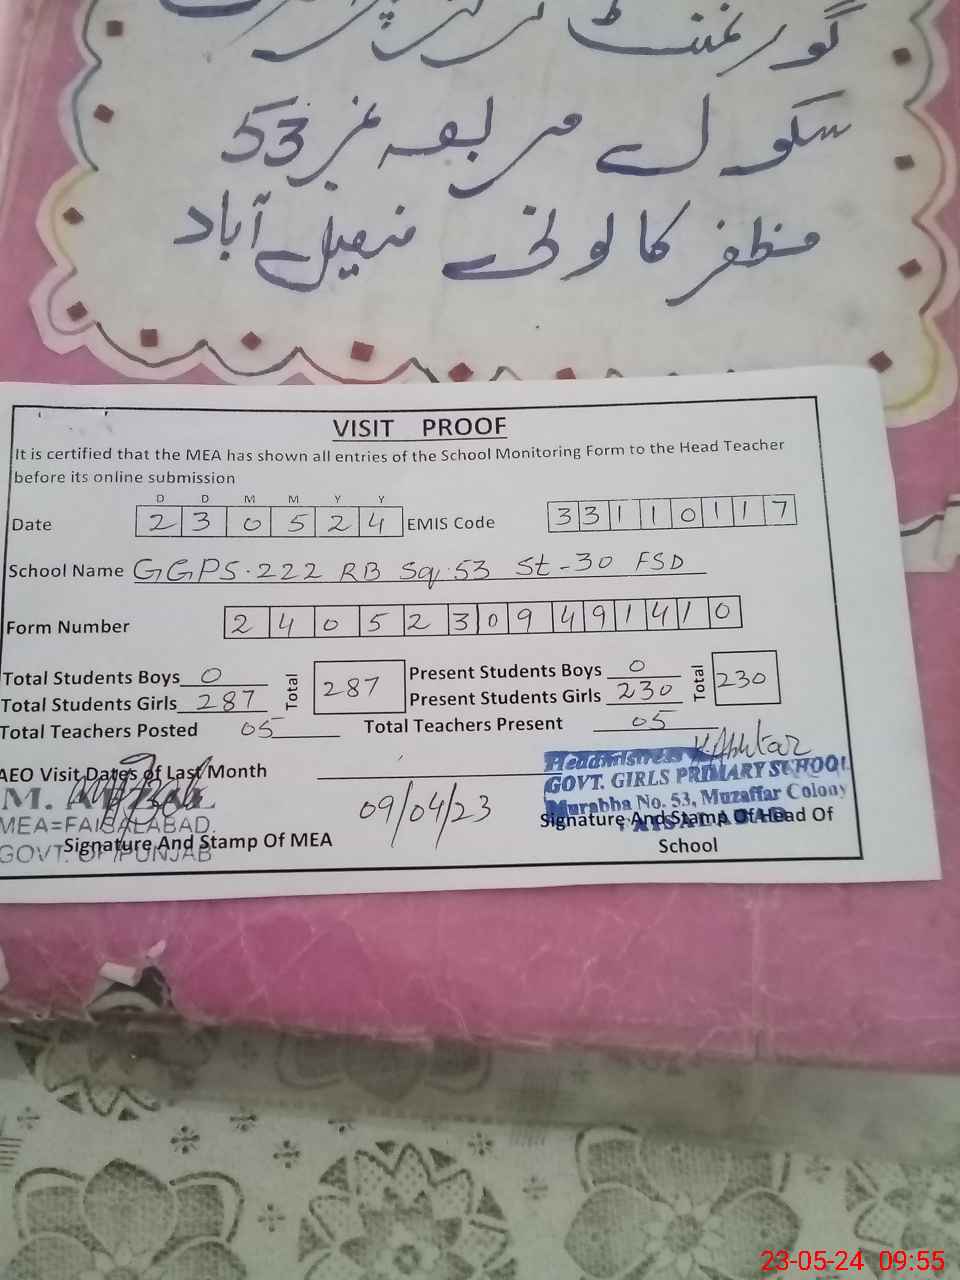 گورنمنٹ گرلز پرائمری
سکول مربعہ نمبر 53
مظفر کالونی فیصل آباد
VISIT PROOF
It is certified that the MEA has shown all entries of the School Monitoring Form to the Head Teacher
before its online submission
D D M M Y Y
Date 2 3 0 5 2 4 EMIS Code 3 3 1 1 0 1 1 7
School Name GGPS.222 RB Sq.53 St-30 FSD
Form Number 2 4 0 5 2 3 0 9 4 9 1 4 1 0
Total Students Boys 0 Total 287 Present Students Boys 0 Total 230
Total Students Girls 287 Present Students Girls 230
Total Teachers Posted 05 Total Teachers Present 05
AEO Visit Dates of Last Month
09/04/23
M. AFZAL
MEA=FAISALABAD.
GOVT. OF PUNJAB
Signature And Stamp Of MEA
K.Akhtar
Headmistress
GOVT. GIRLS PRIMARY SCHOOL
Murabba No. 53, Muzaffar Colony
FAISALABAD
Signature And Stamp Of Head Of
School
23-05-24 09:55